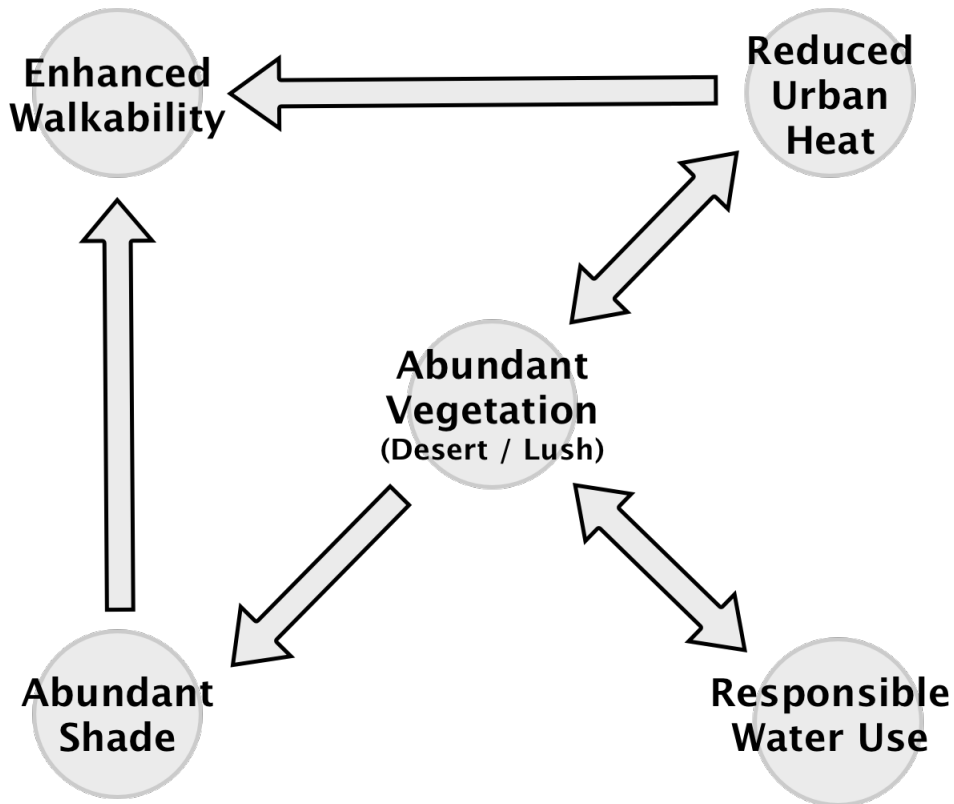 Enhanced
Walkability
Reduced
Urban
Heat
Abundant
Vegetation
(Desert / Lush)
Abundant
Shade
Responsible
Water Use